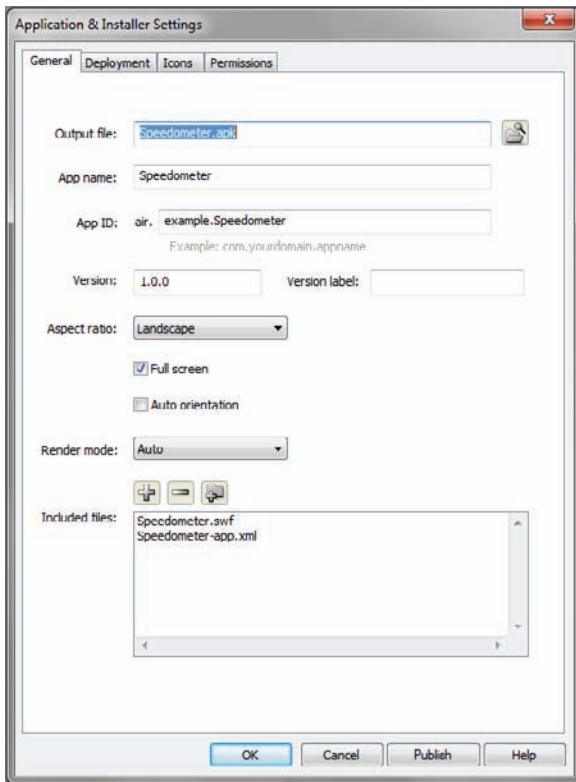 Application & Installer Settings
General Deployment Icons Permissions
Output file: Speedometer.apk
App name: Speedometer
App ID: air. example.Speedometer
Example: com.yourdomain.appname
Version: 1.0.0 Version label:
Aspect ratio: Landscape
Full screen
Auto orientation
Render mode: Auto
Included files: Speedometer.swf
Speedometer-app.xml
OK Cancel Publish Help